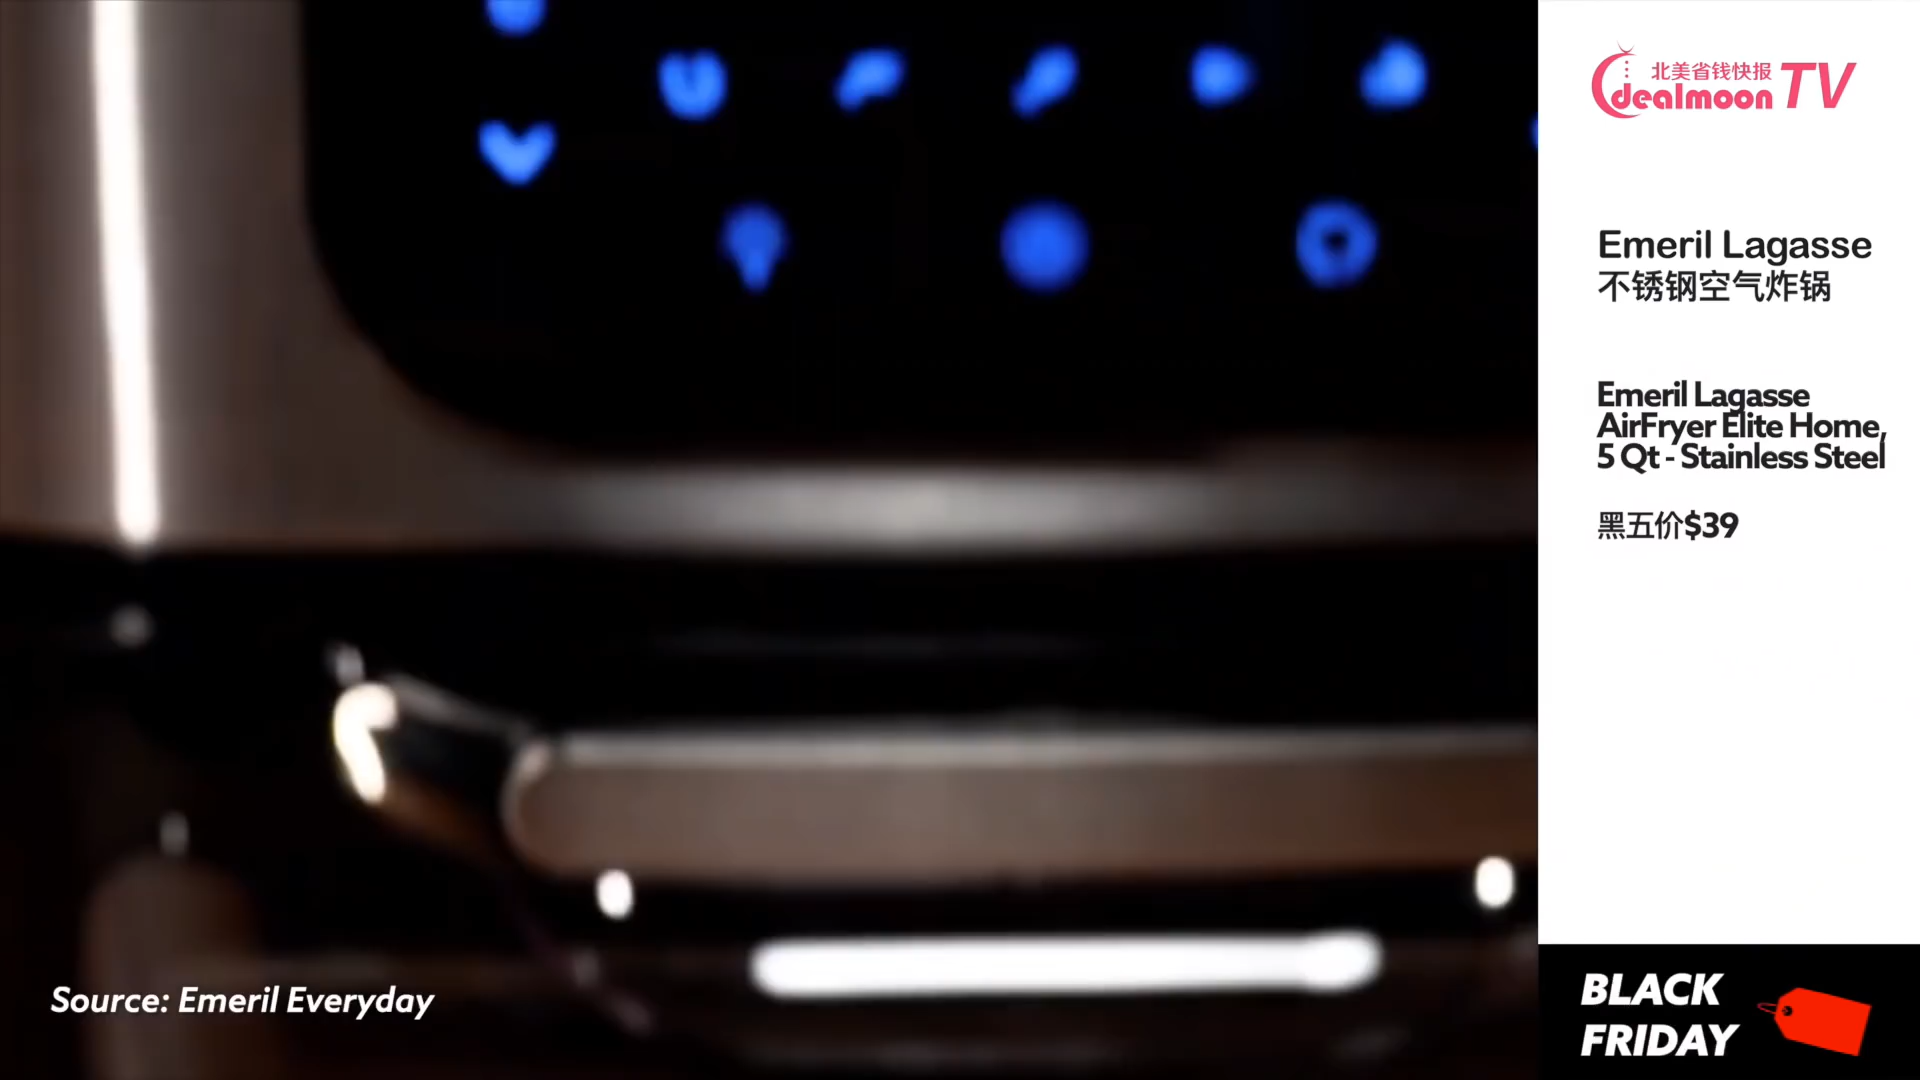 北美省钱快报
dealmoon TV
Emeril Lagasse
不锈钢空气炸锅
Emeril Lagasse
AirFryer Elite Home,
5 Qt - Stainless Steel
黑五价$39
Source: Emeril Everyday
BLACK
FRIDAY